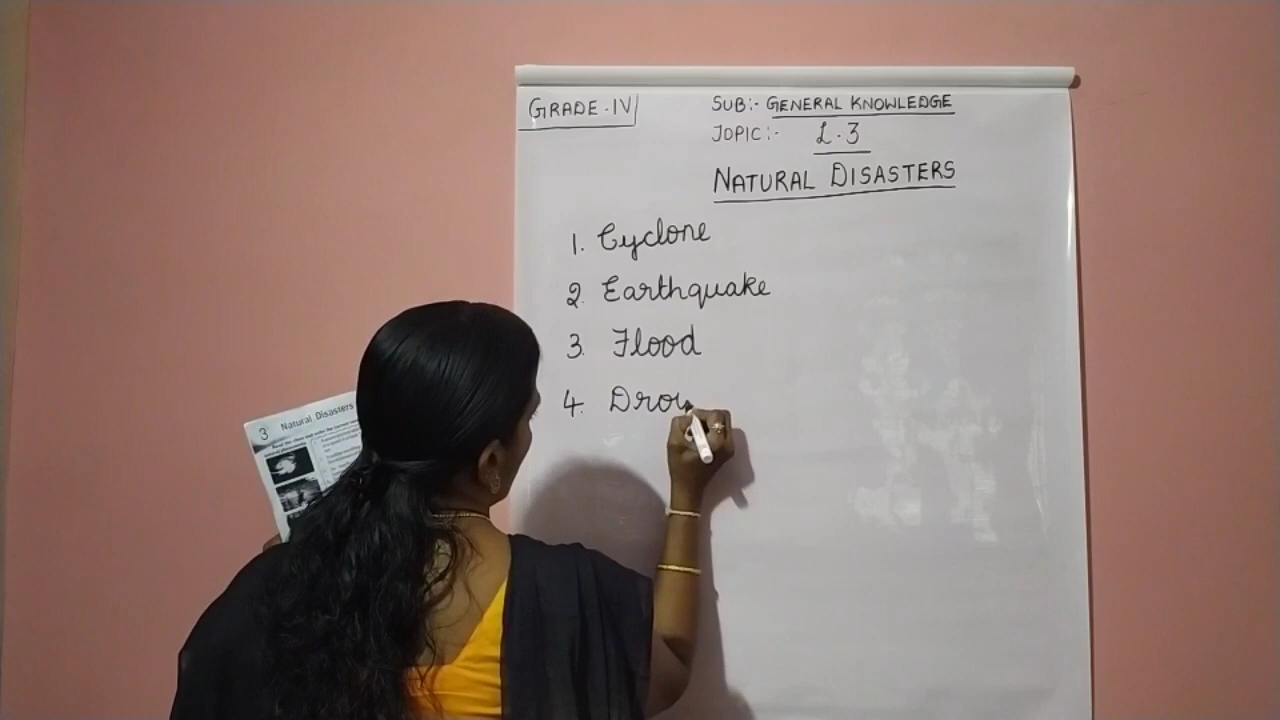 GRADE-IV
SUB:- GENERAL KNOWLEDGE
TOPIC:- L.3
NATURAL DISASTERS
1. Cyclone
2. Earthquake
3. Flood
4. Drou
3 Natural Disasters